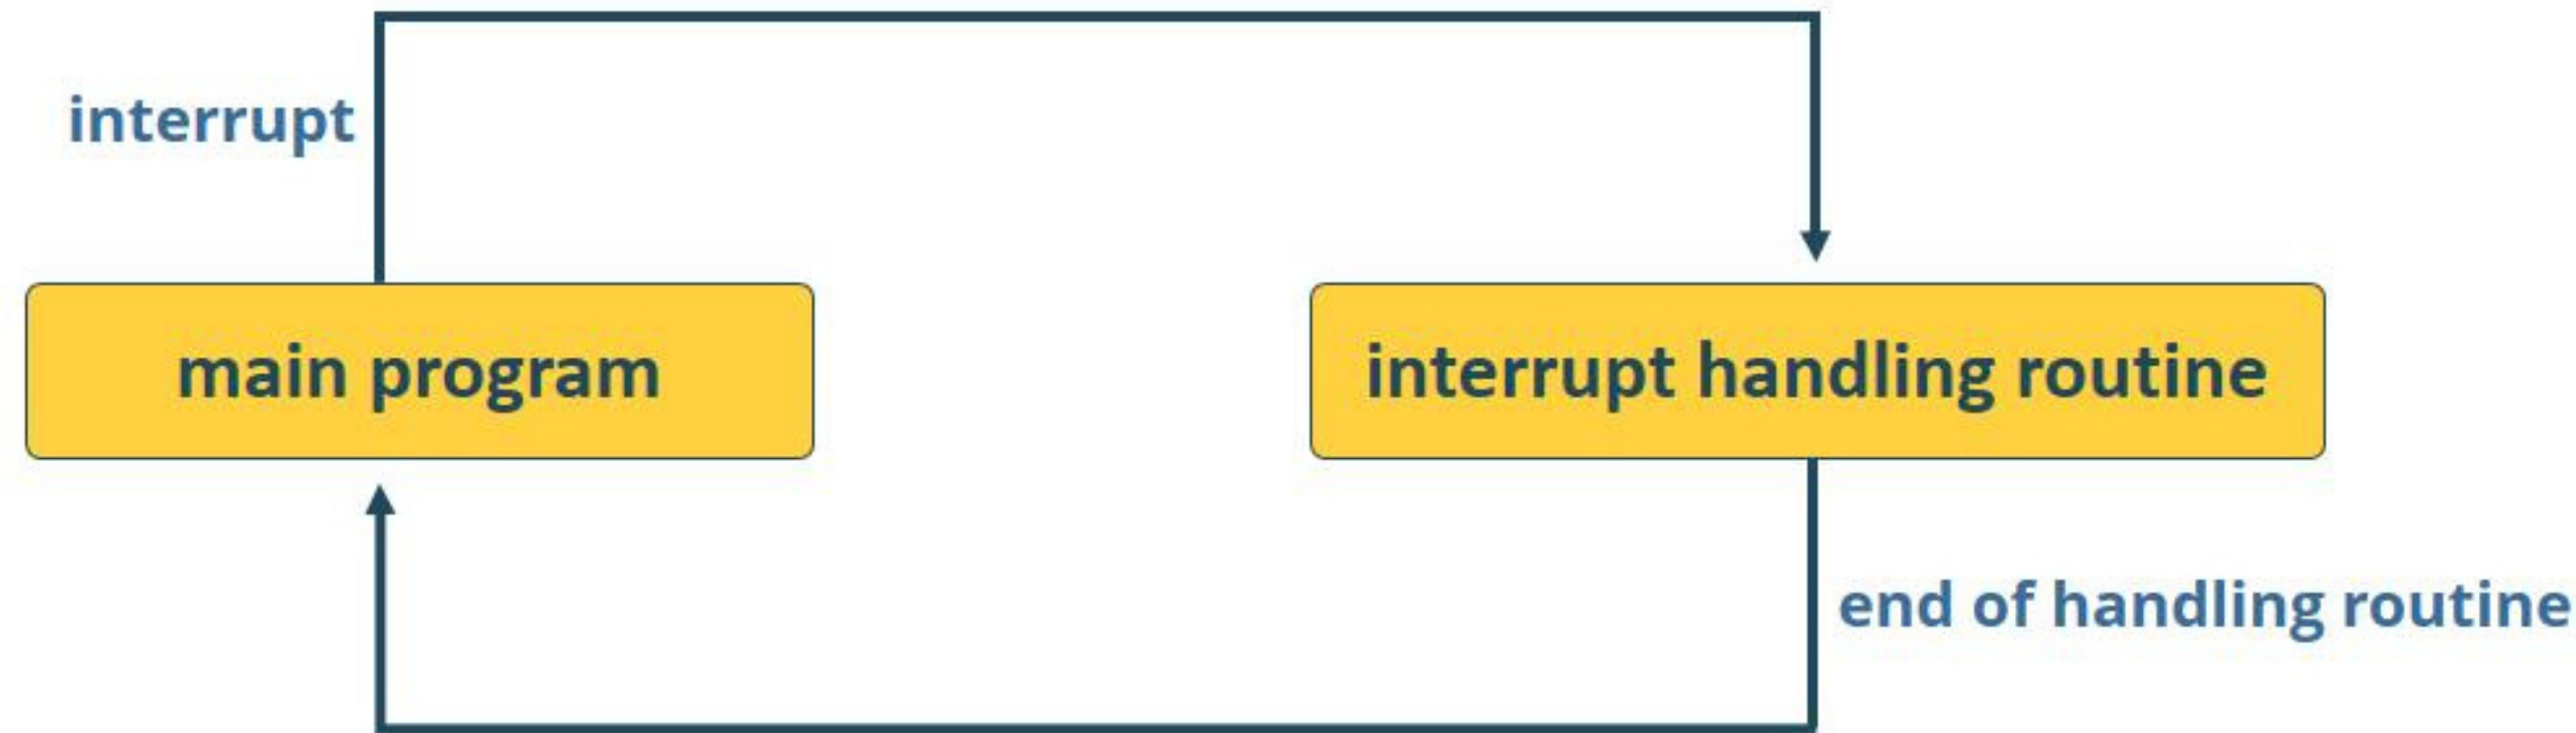 interrupt
main program
interrupt handling routine
end of handling routine